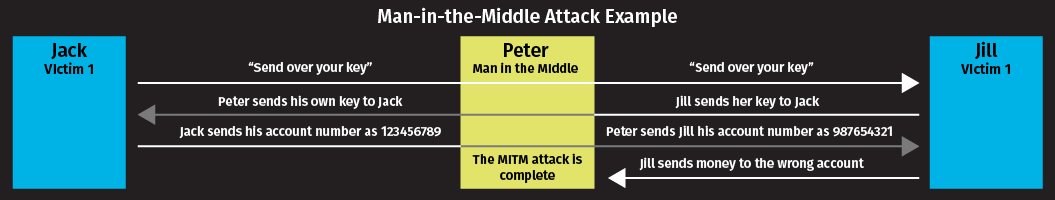 Man-in-the-Middle Attack Example
Jack
VIctim 1
Peter
Man in the MIddle
Jill
VIctim 1
“Send over your key”
“Send over your key”
Peter sends his own key to Jack
Jill sends her key to Jack
Jack sends his account number as 123456789
Peter sends Jill his account number as 987654321
The MITM attack is
complete
Jill sends money to the wrong account